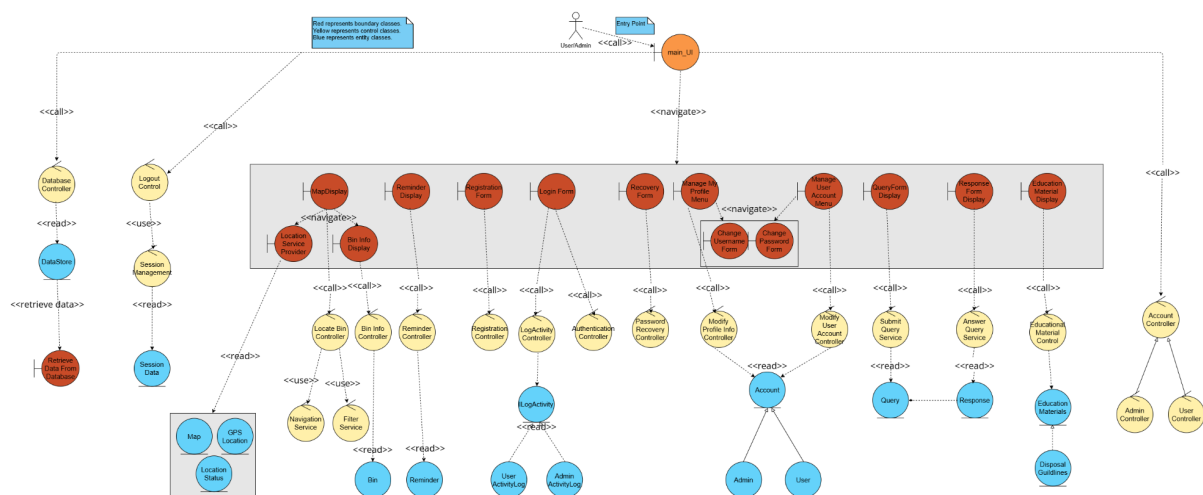 Red represents boundary classes.
Yellow represents control classes.
Blue represents entity classes.
User/Admin
Entry Point
<<call>>
main_UI
<<call>>
<<call>>
<<navigate>>
<<call>>
Database
Controller
Logout
Control
MapDisplay
Reminder
Display
Registration
Form
Login Form
Recovery
Form
Manage My
Profile
Menu
Manage
User
Account
Menu
QueryForm
Display
Response
Form
Display
Education
Material
Display
<<read>>
<<use>>
<<navigate>>
<<navigate>>
Location
Service
Provider
Bin Info
Display
Change
Username
Form
Change
Password
Form
DataStore
Session
Management
<<call>>
<<call>>
<<call>>
<<call>>
<<call>>
<<call>>
<<call>>
<<call>>
<<call>>
<<call>>
<<call>>
<<call>>
<<retrieve data>>
<<read>>
Locate Bin
Controller
Bin Info
Controller
Reminder
Controller
Registration
Controller
LogActivity
Controller
Authentication
Controller
Password
Recovery
Controller
Modify
Profile Info
Controller
Modify
User
Account
Controller
Submit
Query
Service
Answer
Query
Service
Educational
Material
Control
Account
Controller
Retrieve
Data From
Database
Session
Data
<<read>>
<<use>>
<<read>>
<<read>>
<<read>>
Navigation
Service
Filter
Service
ILogActivity
Account
Query
Response
Education
Materials
Admin
Controller
User
Controller
<<read>>
Map
GPS
Location
Location
Status
<<read>>
<<read>>
Bin
Reminder
User
ActivityLog
Admin
ActivityLog
Admin
User
Disposal
Guildlines